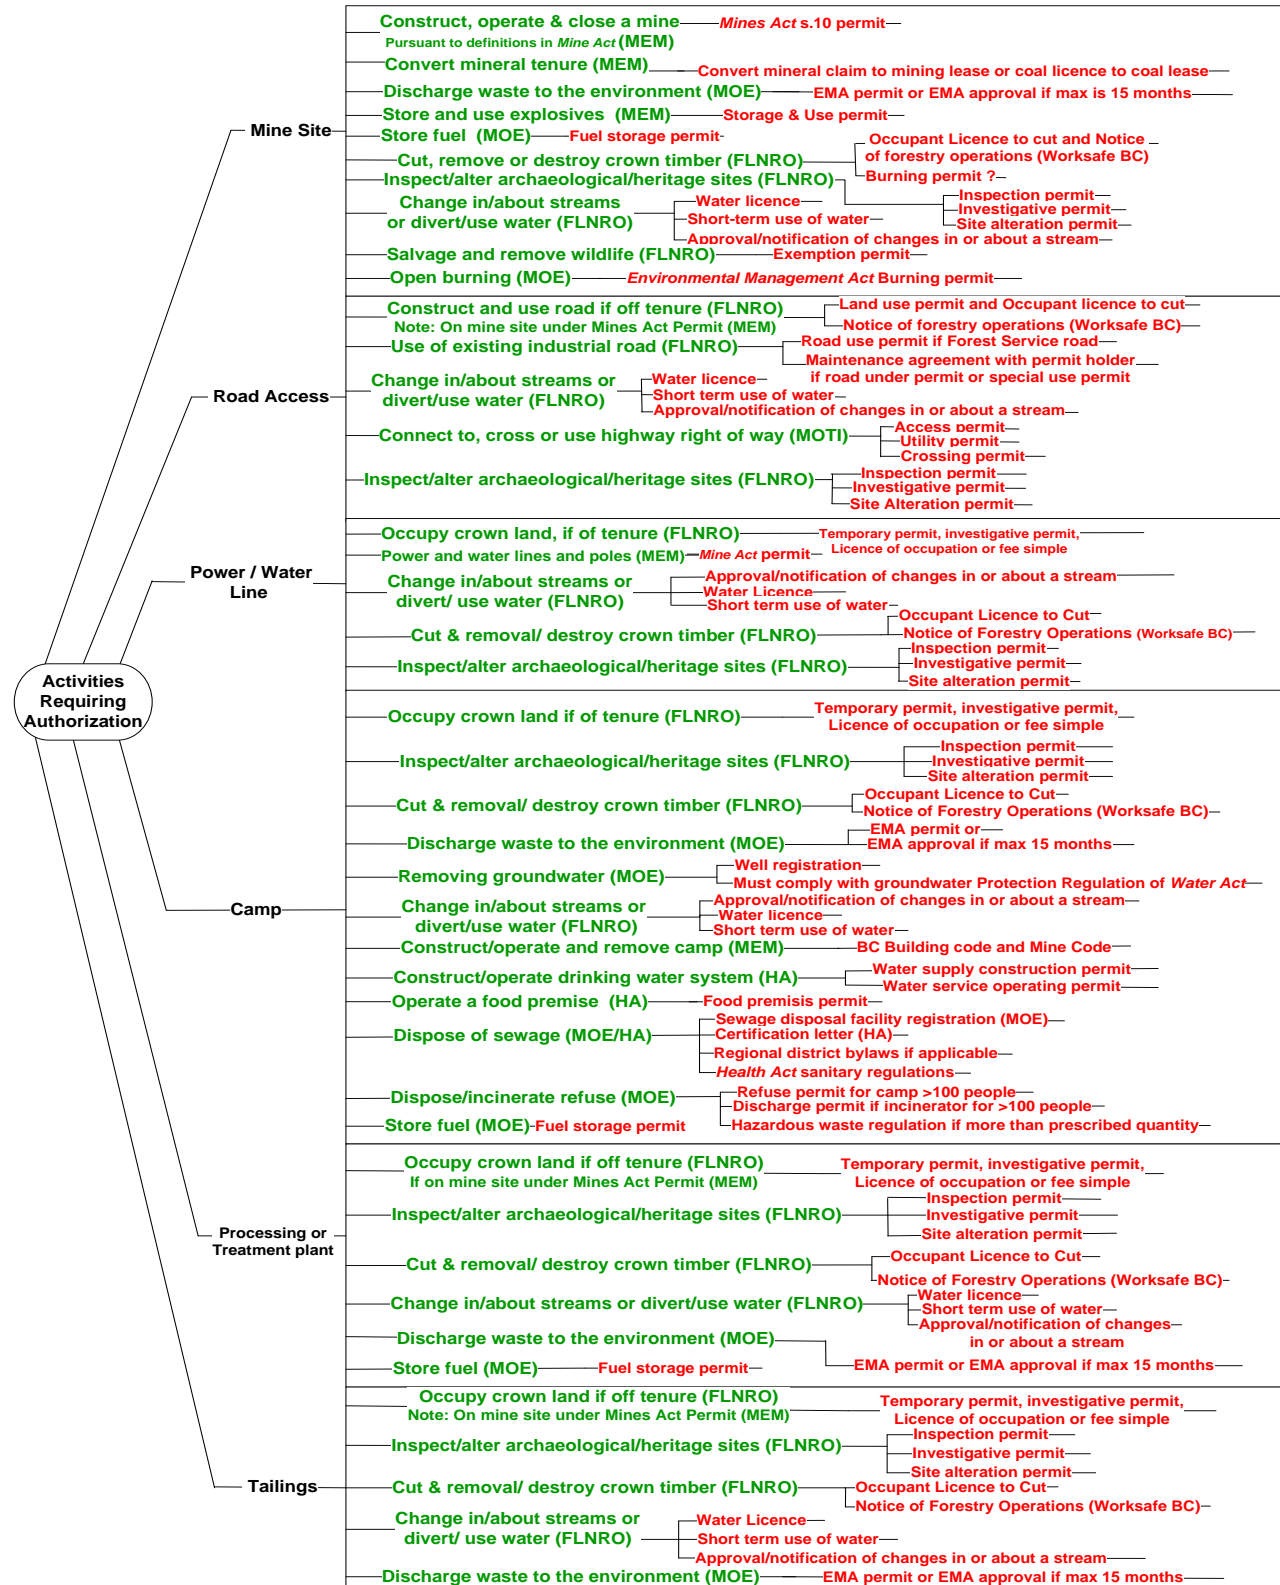 Activities
Requiring
Authorization
Mine Site
Construct, operate & close a mine
Pursuant to definitions in Mine Act (MEM)
Mines Act s.10 permit
Convert mineral tenure (MEM)
Convert mineral claim to mining lease or coal licence to coal lease
Discharge waste to the environment (MOE)
EMA permit or EMA approval if max is 15 months
Store and use explosives (MEM)
Storage & Use permit
Store fuel (MOE)
Fuel storage permit
Cut, remove or destroy crown timber (FLNRO)
Occupant Licence to cut and Notice
of forestry operations (Worksafe BC)
Burning permit ?
Inspect/alter archaeological/heritage sites (FLNRO)
Inspection permit
Investigative permit
Site alteration permit
Change in/about streams
or divert/use water (FLNRO)
Water licence
Short-term use of water
Approval/notification of changes in or about a stream
Salvage and remove wildlife (FLNRO)
Exemption permit
Open burning (MOE)
Environmental Management Act Burning permit
Road Access
Construct and use road if off tenure (FLNRO)
Note: On mine site under Mines Act Permit (MEM)
Land use permit and Occupant licence to cut
Notice of forestry operations (Worksafe BC)
Use of existing industrial road (FLNRO)
Road use permit if Forest Service road
Maintenance agreement with permit holder
if road under permit or special use permit
Change in/about streams or
divert/use water (FLNRO)
Water licence
Short term use of water
Approval/notification of changes in or about a stream
Connect to, cross or use highway right of way (MOTI)
Access permit
Utility permit
Crossing permit
Inspect/alter archaeological/heritage sites (FLNRO)
Inspection permit
Investigative permit
Site Alteration permit
Power / Water
Line
Occupy crown land, if of tenure (FLNRO)
Temporary permit, investigative permit,
Licence of occupation or fee simple
Power and water lines and poles (MEM)
Mine Act permit
Change in/about streams or
divert/ use water (FLNRO)
Approval/notification of changes in or about a stream
Water Licence
Short term use of water
Cut & removal/ destroy crown timber (FLNRO)
Occupant Licence to Cut
Notice of Forestry Operations (Worksafe BC)
Inspect/alter archaeological/heritage sites (FLNRO)
Inspection permit
Investigative permit
Site alteration permit
Camp
Occupy crown land if of tenure (FLNRO)
Temporary permit, investigative permit,
Licence of occupation or fee simple
Inspect/alter archaeological/heritage sites (FLNRO)
Inspection permit
Investigative permit
Site alteration permit
Cut & removal/ destroy crown timber (FLNRO)
Occupant Licence to Cut
Notice of Forestry Operations (Worksafe BC)
Discharge waste to the environment (MOE)
EMA permit or
EMA approval if max 15 months
Removing groundwater (MOE)
Well registration
Must comply with groundwater Protection Regulation of Water Act
Change in/about streams or
divert/use water (FLNRO)
Approval/notification of changes in or about a stream
Water licence
Short term use of water
Construct/operate and remove camp (MEM)
BC Building code and Mine Code
Construct/operate drinking water system (HA)
Water supply construction permit
Water service operating permit
Operate a food premise (HA)
Food premisis permit
Dispose of sewage (MOE/HA)
Sewage disposal facility registration (MOE)
Certification letter (HA)
Regional district bylaws if applicable
Health Act sanitary regulations
Dispose/incinerate refuse (MOE)
Refuse permit for camp >100 people
Discharge permit if incinerator for >100 people
Hazardous waste regulation if more than prescribed quantity
Store fuel (MOE)
Fuel storage permit
Processing or
Treatment plant
Occupy crown land if off tenure (FLNRO)
If on mine site under Mines Act Permit (MEM)
Temporary permit, investigative permit,
Licence of occupation or fee simple
Inspect/alter archaeological/heritage sites (FLNRO)
Inspection permit
Investigative permit
Site alteration permit
Cut & removal/ destroy crown timber (FLNRO)
Occupant Licence to Cut
Notice of Forestry Operations (Worksafe BC)
Change in/about streams or divert/use water (FLNRO)
Water licence
Short term use of water
Approval/notification of changes
in or about a stream
Discharge waste to the environment (MOE)
EMA permit or EMA approval if max 15 months
Store fuel (MOE)
Fuel storage permit
Tailings
Occupy crown land if off tenure (FLNRO)
Note: On mine site under Mines Act Permit (MEM)
Temporary permit, investigative permit,
Licence of occupation or fee simple
Inspect/alter archaeological/heritage sites (FLNRO)
Inspection permit
Investigative permit
Site alteration permit
Cut & removal/ destroy crown timber (FLNRO)
Occupant Licence to Cut
Notice of Forestry Operations (Worksafe BC)
Change in/about streams or
divert/ use water (FLNRO)
Water Licence
Short term use of water
Approval/notification of changes in or about a stream
Discharge waste to the environment (MOE)
EMA permit or EMA approval if max 15 months